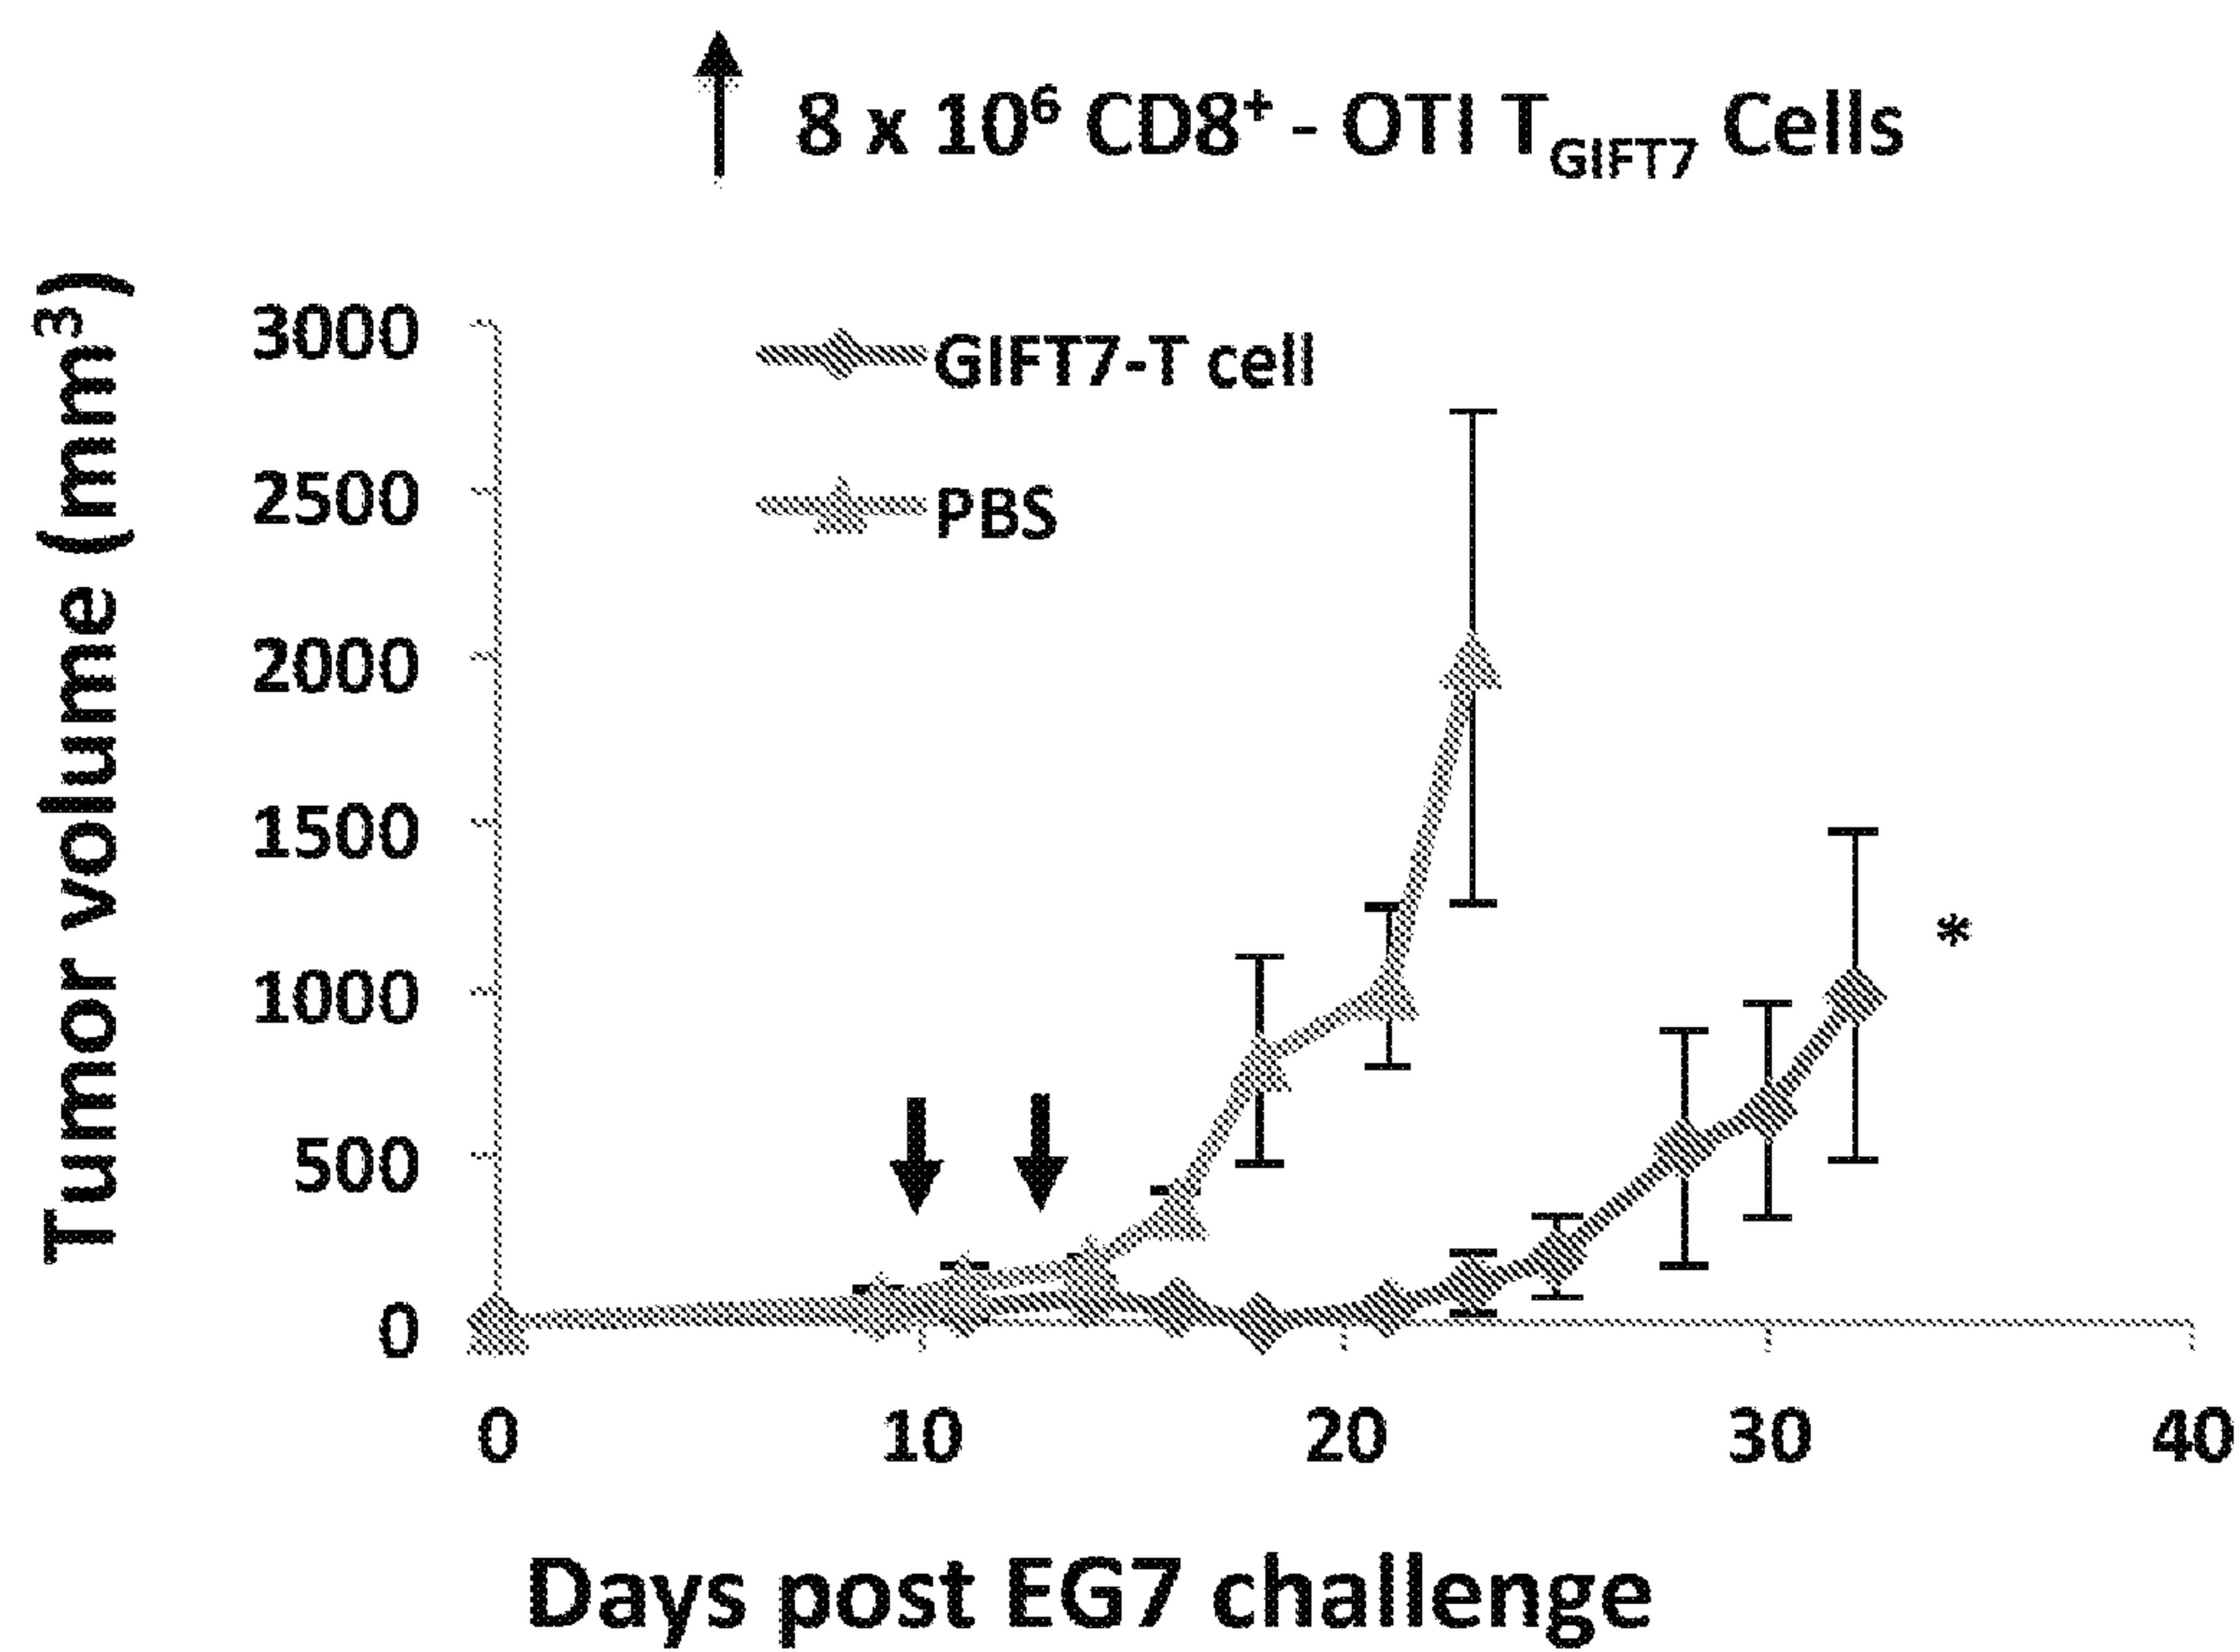 8 x 10⁶ CD8⁺ - OTI T_GIFT7 Cells
Tumor volume (mm³)
3000
2500
2000
1500
1000
500
0
GIFT7-T cell
PBS
*
0 10 20 30 40
Days post EG7 challenge